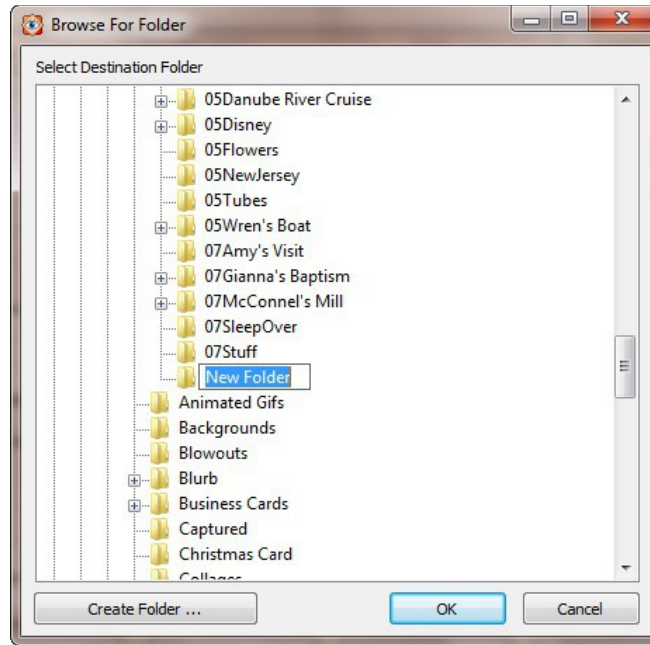 Browse For Folder
Select Destination Folder
05Danube River Cruise
05Disney
05Flowers
05NewJersey
05Tubes
05Wren's Boat
07Amy's Visit
07Gianna's Baptism
07McConnel's Mill
07SleepOver
07Stuff
New Folder
Animated Gifs
Backgrounds
Blowouts
Blurb
Business Cards
Captured
Christmas Card
Collages
Create Folder ... OK Cancel